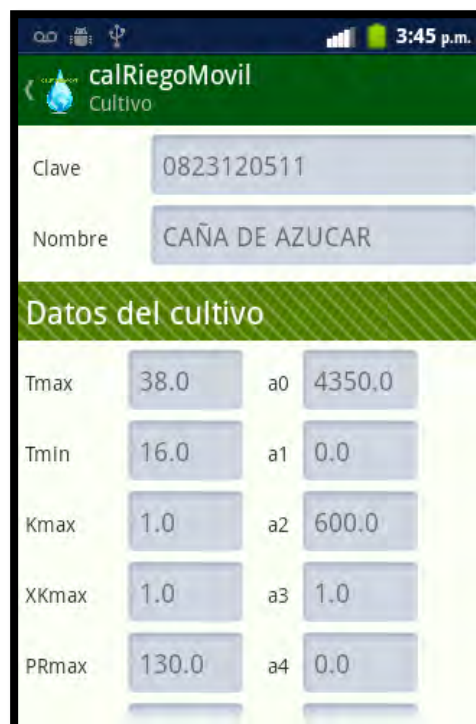 3:45 p.m.
calRiegoMovil
Cultivo
Clave 0823120511
Nombre CAÑA DE AZUCAR
Datos del cultivo
Tmax 38.0 a0 4350.0
Tmin 16.0 a1 0.0
Kmax 1.0 a2 600.0
XKmax 1.0 a3 1.0
PRmax 130.0 a4 0.0